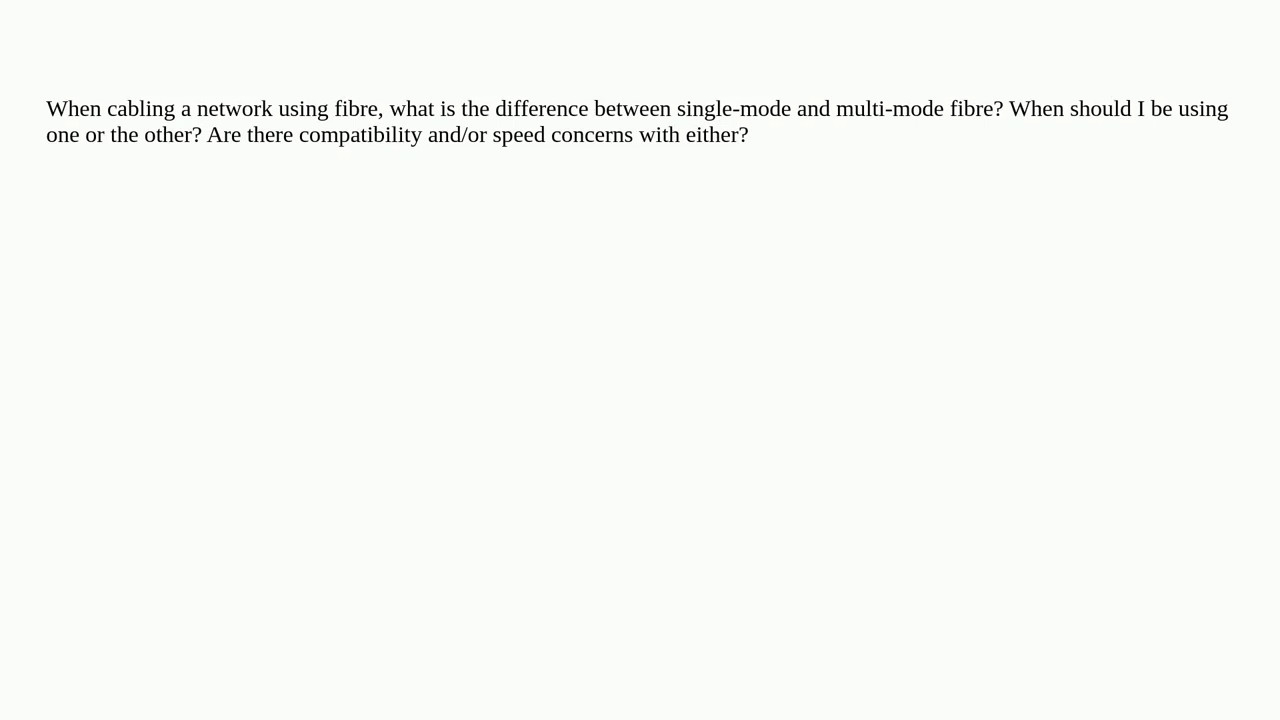 When cabling a network using fibre, what is the difference between single-mode and multi-mode fibre? When should I be using
one or the other? Are there compatibility and/or speed concerns with either?